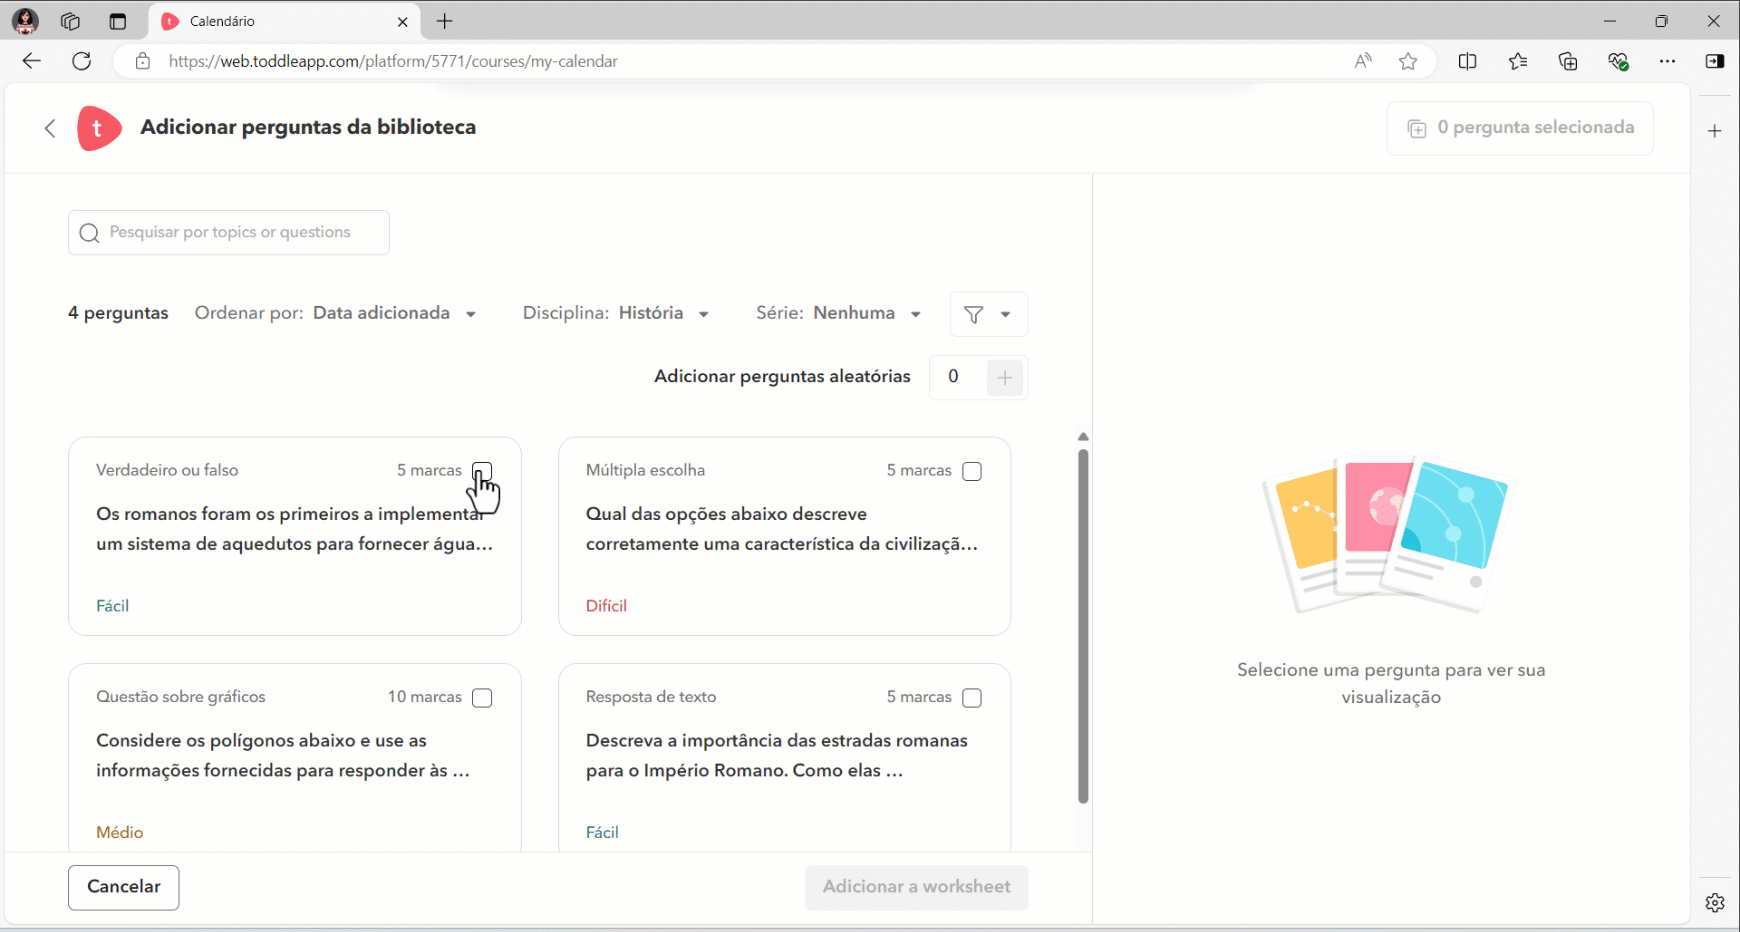 Calendário
https://web.toddleapp.com/platform/5771/courses/my-calendar
t
Adicionar perguntas da biblioteca
0 pergunta selecionada
Pesquisar por topics or questions
4 perguntas Ordenar por: Data adicionada Disciplina: História Série: Nenhuma
Adicionar perguntas aleatórias 0
Verdadeiro ou falso 5 marcas
Os romanos foram os primeiros a implementar
um sistema de aquedutos para fornecer água...
Fácil
Múltipla escolha 5 marcas
Qual das opções abaixo descreve
corretamente uma característica da civilizaçã...
Difícil
Questão sobre gráficos 10 marcas
Considere os polígonos abaixo e use as
informações fornecidas para responder às ...
Médio
Resposta de texto 5 marcas
Descreva a importância das estradas romanas
para o Império Romano. Como elas ...
Fácil
Selecione uma pergunta para ver sua
visualização
Cancelar
Adicionar a worksheet